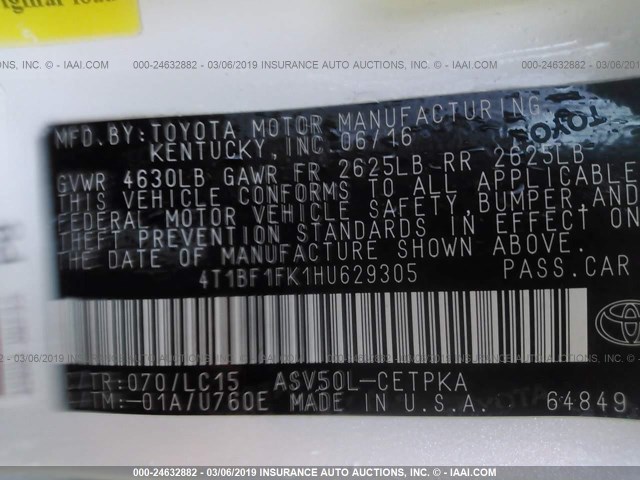 Original
000-24632882 - 03/06/2019 INSURANCE AUTO AUCTIONS, INC. - IAAI.COM
MFD.BY:TOYOTA MOTOR MANUFACTURING,
KENTUCKY,INC. 06/16
GVWR 4630LB GAWR FR 2625LB RR 2625LB
THIS VEHICLE CONFORMS TO ALL APPLICABLE
FEDERAL MOTOR VEHICLE SAFETY,BUMPER,AND
THEFT PREVENTION STANDARDS IN EFFECT ON
THE DATE OF MANUFACTURE SHOWN ABOVE.
4T1BF1FK1HU629305 PASS.CAR
000-24632882 - 03/06/2019 INSURANCE AUTO AUCTIONS, INC. - IAAI.COM
/TR:070/LC15 ASV50L-CETPKA
/TM:-01A/U760E MADE IN U.S.A. 64849
000-24632882 - 03/06/2019 INSURANCE AUTO AUCTIONS, INC. - IAAI.COM